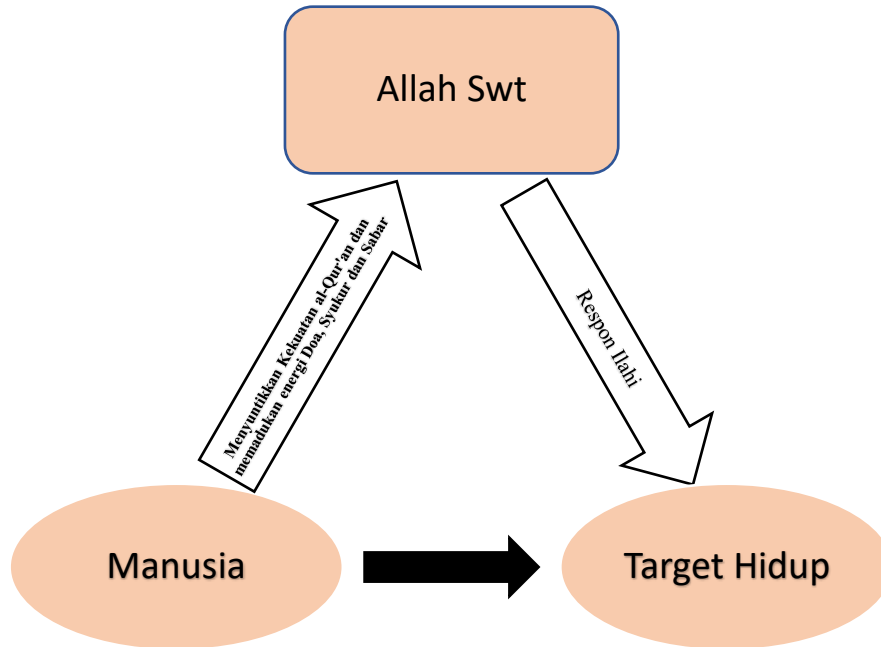 Allah Swt
Menyuntikkan Kekuatan al-Qur'an dan
memadukan energi Doa, Syukur dan Sabar
Respon Ilahi
Manusia
Target Hidup